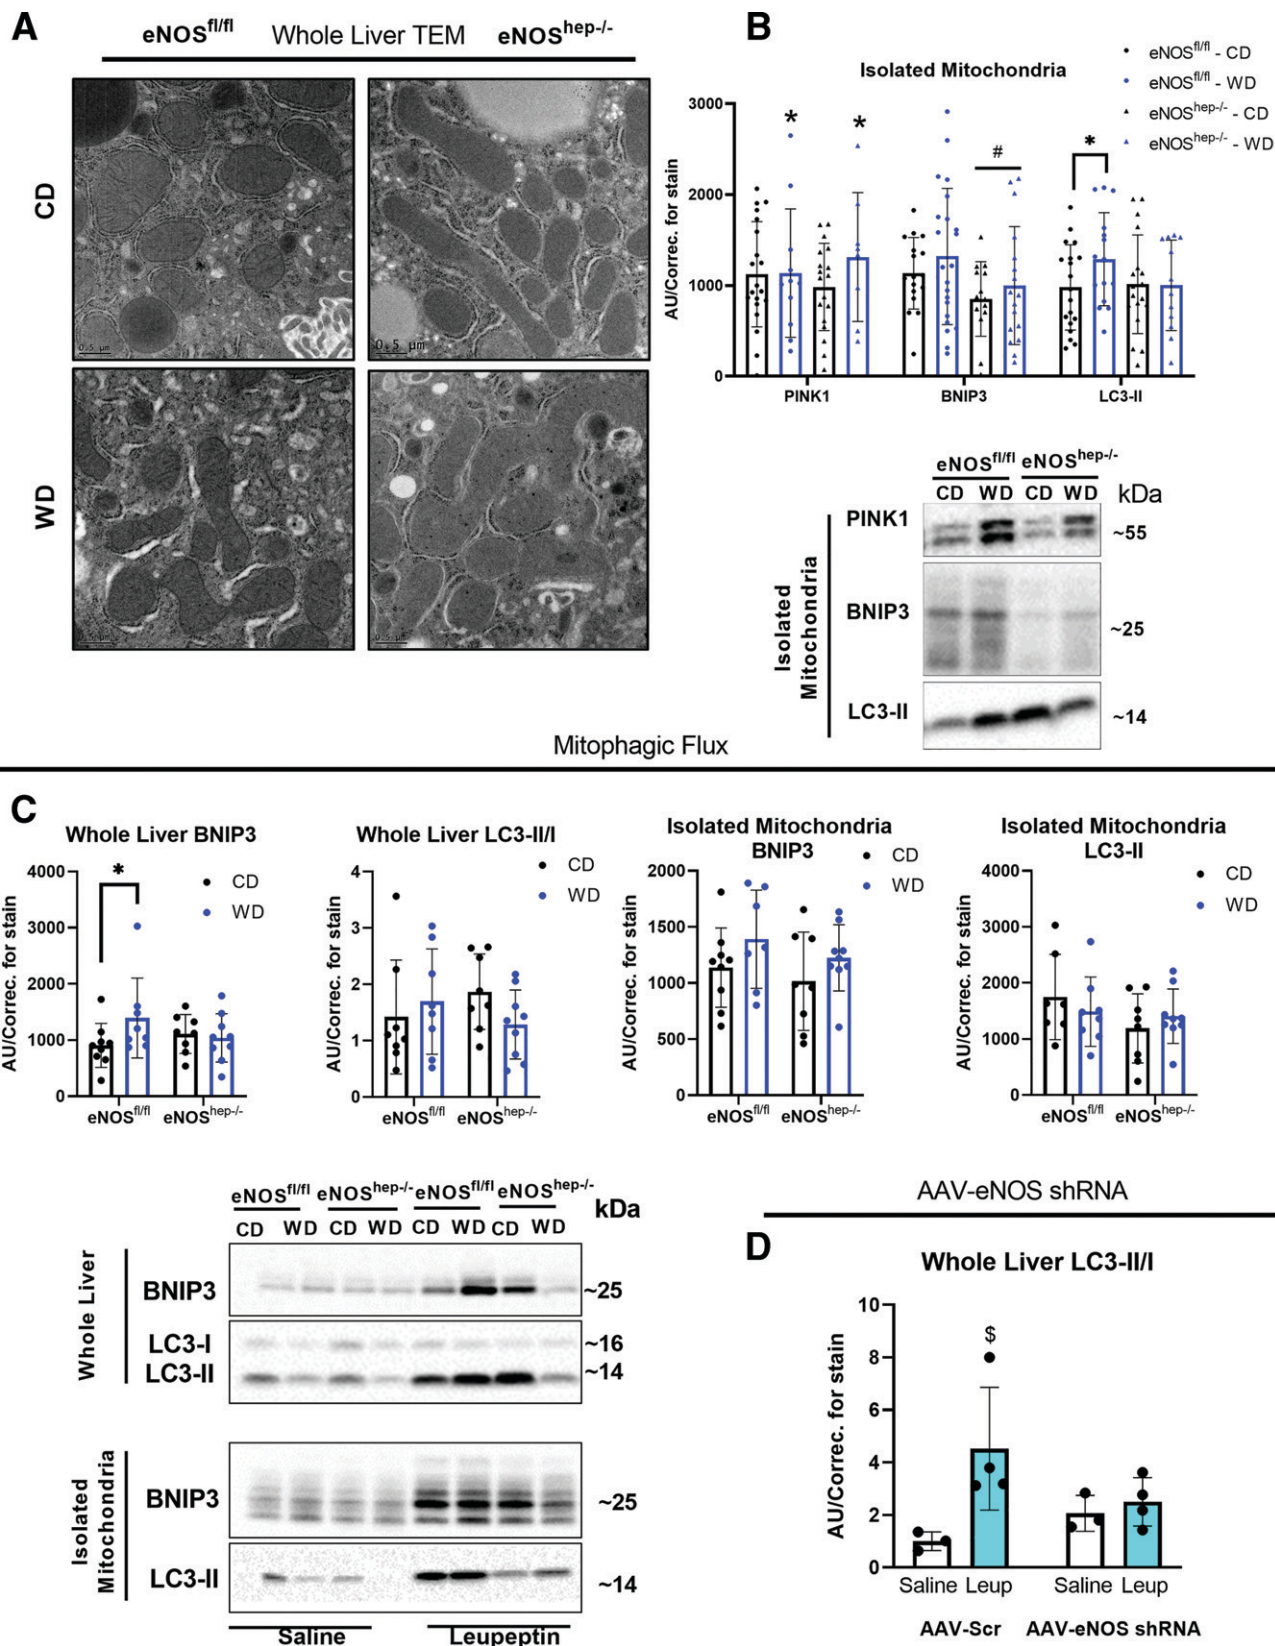 A
eNOSfl/fl Whole Liver TEM eNOShep-/-
CD
WD
0.5 µm
0.5 µm
0.5 µm
0.5 µm
B
eNOSfl/fl - CD
eNOSfl/fl - WD
eNOShep-/- - CD
eNOShep-/- - WD
Isolated Mitochondria
AU/Correc. for stain
3000
2000
1000
0
* * # *
PINK1 BNIP3 LC3-II
eNOSfl/fl eNOShep-/-
CD WD CD WD kDa
Isolated
Mitochondria
PINK1 ~55
BNIP3 ~25
LC3-II ~14
Mitophagic Flux
C
Whole Liver BNIP3
AU/Correc. for stain
4000
3000
2000
1000
0
*
CD
WD
eNOSfl/fl eNOShep-/-
Whole Liver LC3-II/I
AU/Correc. for stain
4
3
2
1
0
CD
WD
eNOSfl/fl eNOShep-/-
Isolated Mitochondria
BNIP3
AU/Correc. for stain
2000
1500
1000
500
0
CD
WD
eNOSfl/fl eNOShep-/-
Isolated Mitochondria
LC3-II
AU/Correc. for stain
4000
3000
2000
1000
0
CD
WD
eNOSfl/fl eNOShep-/-
eNOSfl/fl eNOShep-/- eNOSfl/fl eNOShep-/-
kDa
CD WD CD WD CD WD CD WD
Whole Liver
BNIP3 ~25
LC3-I ~16
LC3-II ~14
Isolated
Mitochondria
BNIP3 ~25
LC3-II ~14
Saline Leupeptin
AAV-eNOS shRNA
D
Whole Liver LC3-II/I
AU/Correc. for stain
10
8
6
4
2
0
$
Saline Leup Saline Leup
AAV-Scr AAV-eNOS shRNA